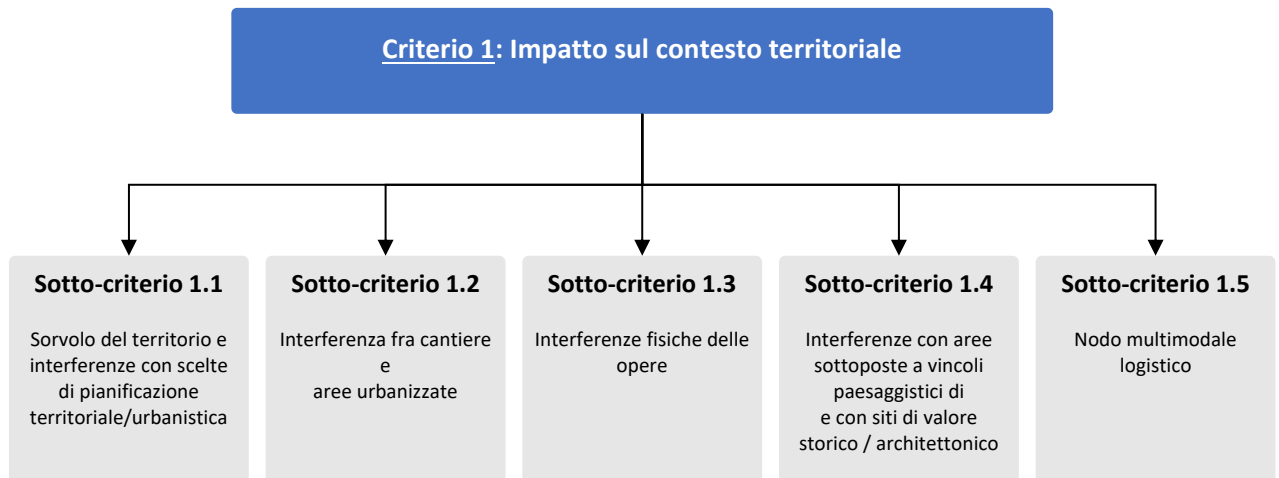 Criterio 1: Impatto sul contesto territoriale
Sotto-criterio 1.1
Sorvolo del territorio e
interferenze con scelte
di pianificazione
territoriale/urbanistica
Sotto-criterio 1.2
Interferenza fra cantiere
e
aree urbanizzate
Sotto-criterio 1.3
Interferenze fisiche delle
opere
Sotto-criterio 1.4
Interferenze con aree
sottoposte a vincoli
paesaggistici di
e con siti di valore
storico / architettonico
Sotto-criterio 1.5
Nodo multimodale
logistico